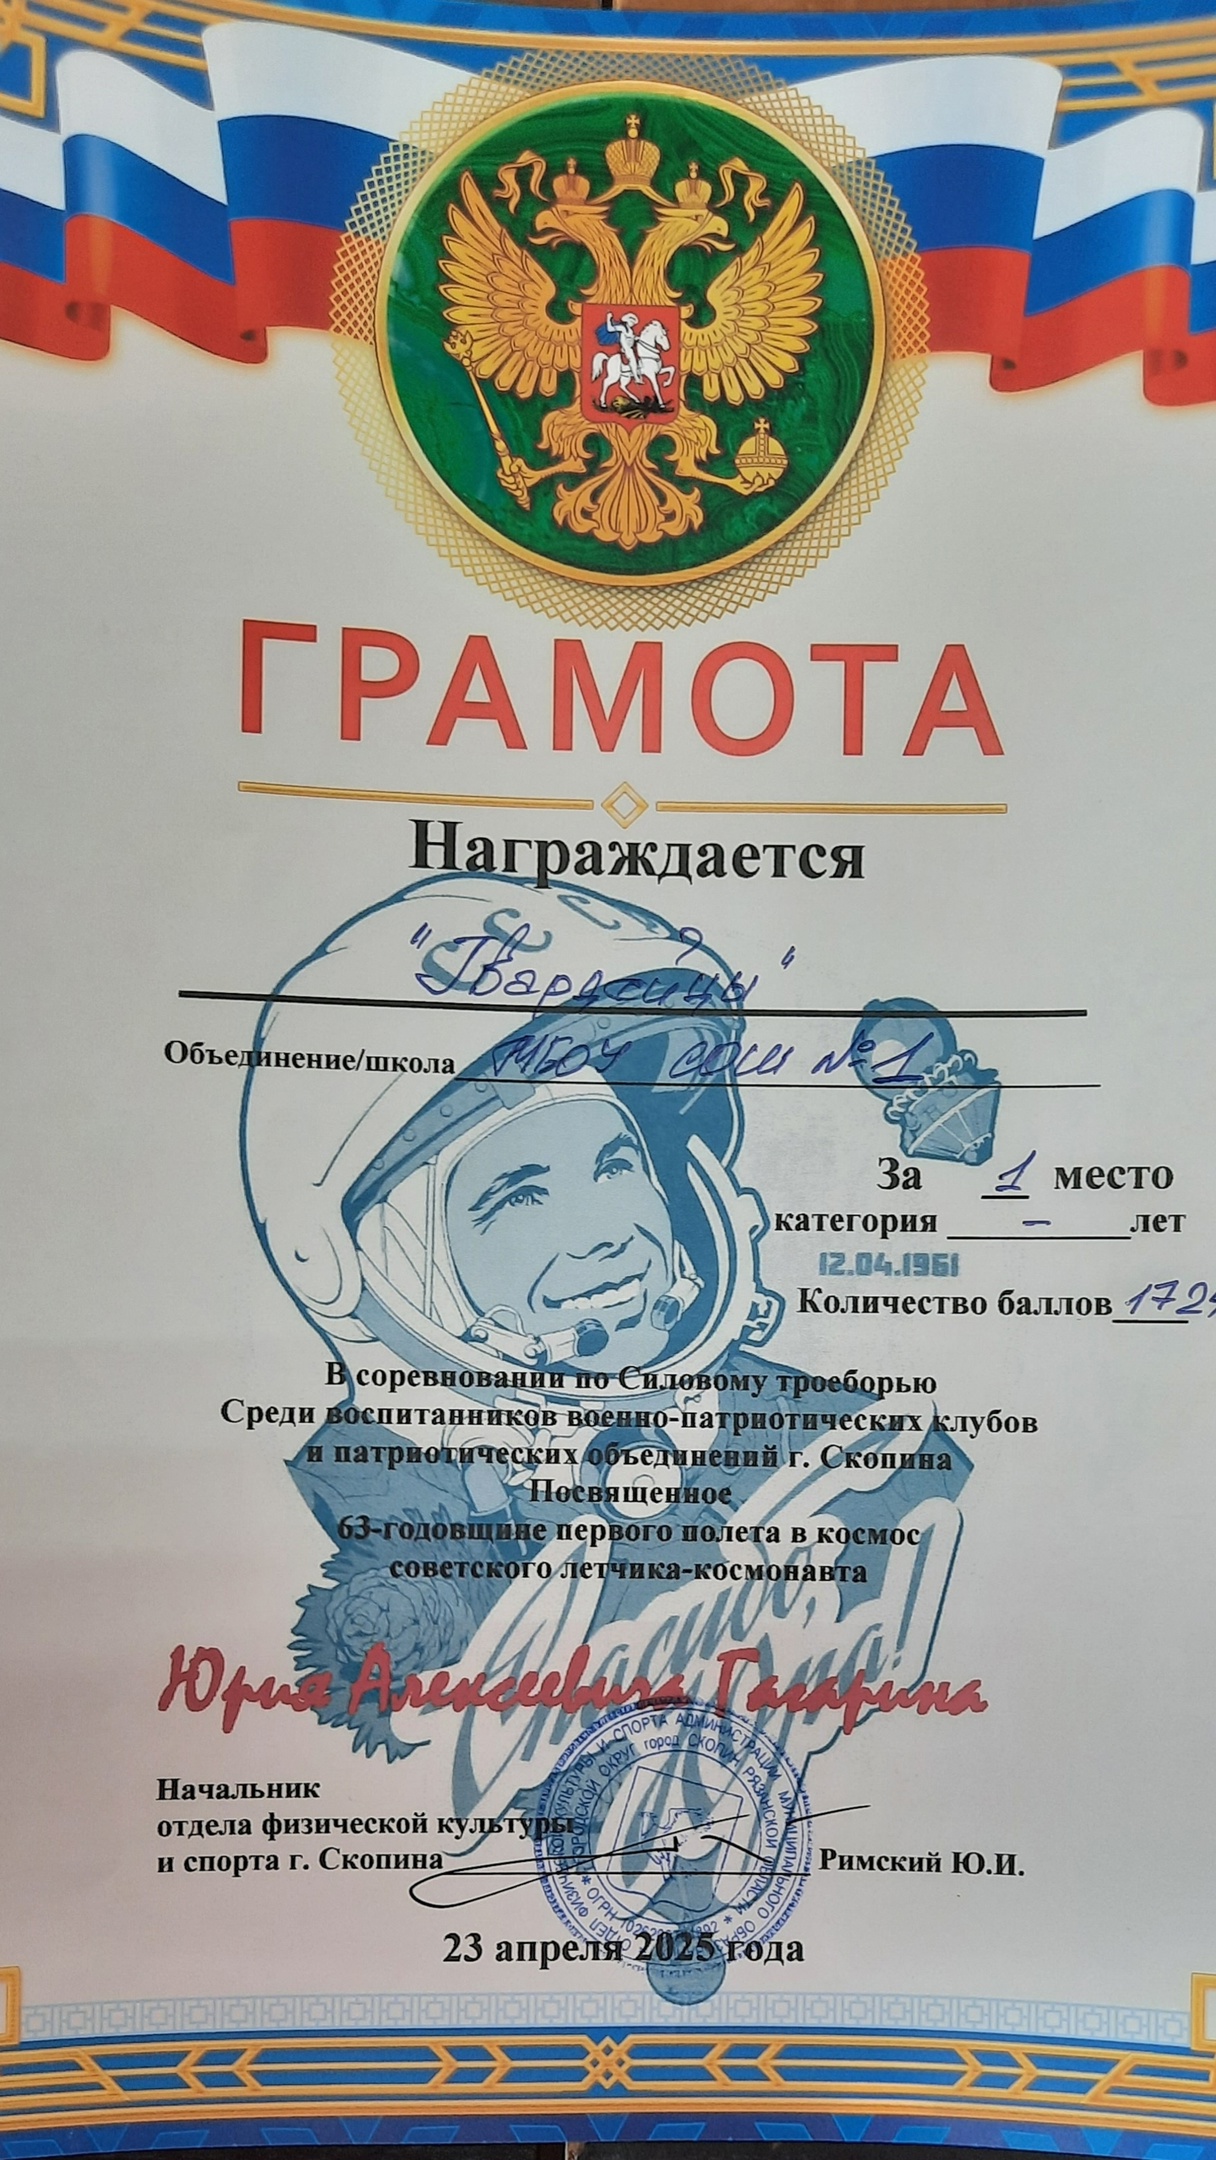 ГРАМОТА
Награждается
"Гвардейцы"
Объединение/школа МБОУ СОШ №1
За 1 место
категория – лет
12.04.1961
Количество баллов 172
В соревновании по Силовому троеборью
Среди воспитанников военно-патриотических клубов
и патриотических объединений г. Скопина
Посвященное
63-годовщине первого полета в космос
советского летчика-космонавта
Юрия Алексеевича Гагарина
Начальник
отдела физической культуры
и спорта г. Скопина Римский Ю.И.
23 апреля 2025 года